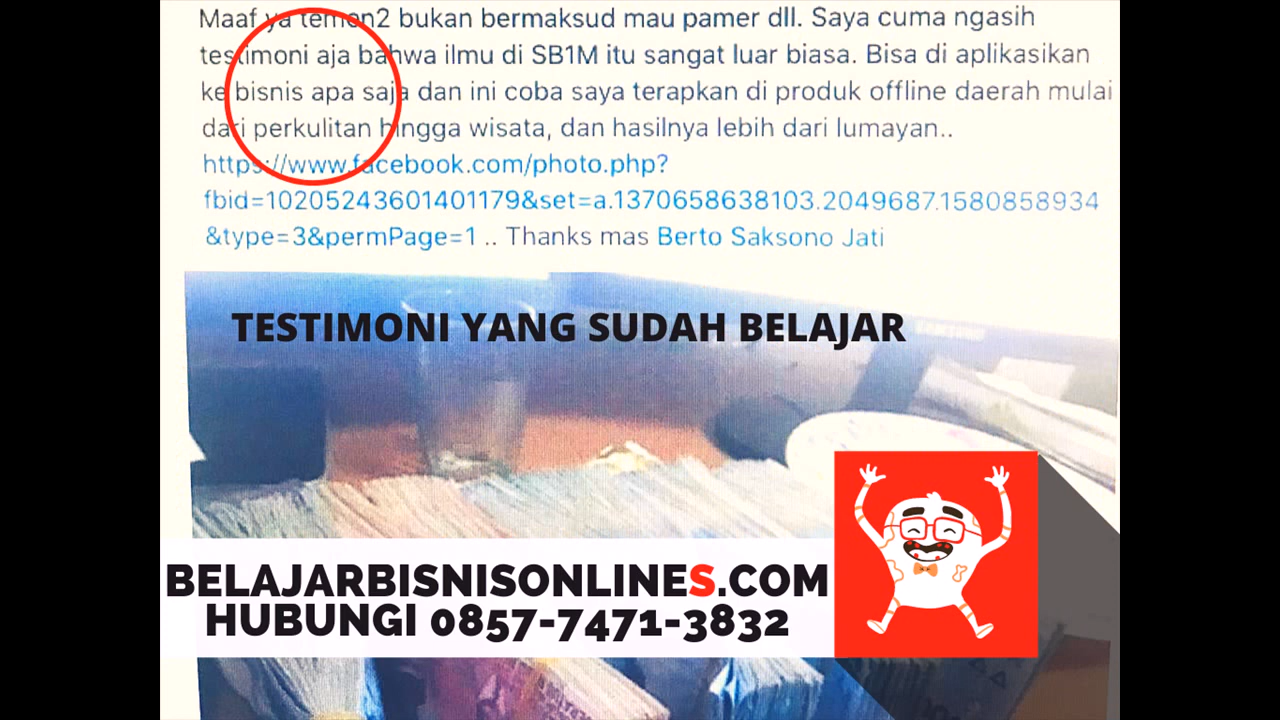 Maaf ya temen2 bukan bermaksud mau pamer dll. Saya cuma ngasih
testimoni aja bahwa ilmu di SB1M itu sangat luar biasa. Bisa di aplikasikan
ke bisnis apa saja dan ini coba saya terapkan di produk offline daerah mulai
dari perkulitan hingga wisata, dan hasilnya lebih dari lumayan..
https://www.facebook.com/photo.php?
fbid=10205243601401179&set=a.1370658638103.2049687.1580858934
&type=3&permPage=1 .. Thanks mas Berto Saksono Jati
TESTIMONI YANG SUDAH BELAJAR
SAMSUNG
BELAJARBISNISONLINES.COM
HUBUNGI 0857-7471-3832